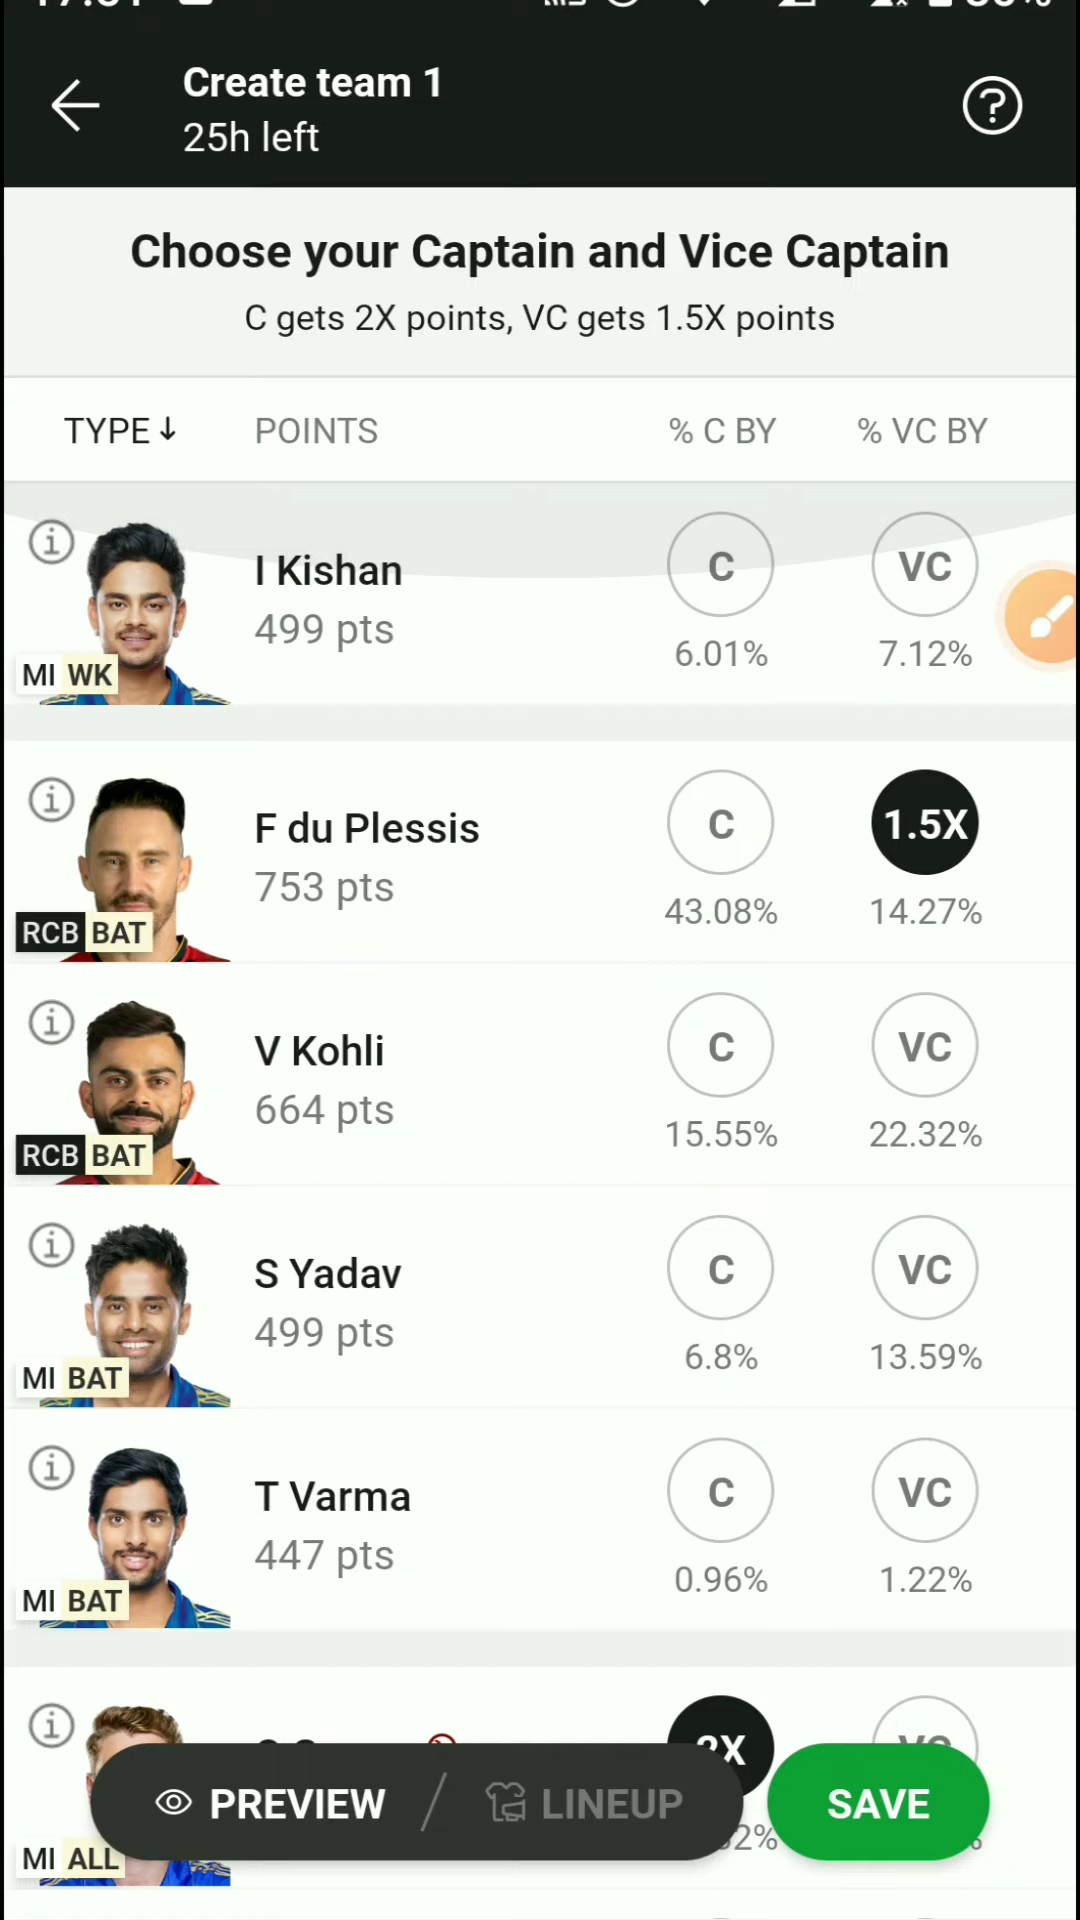 Create team 1
25h left
Choose your Captain and Vice Captain
C gets 2X points, VC gets 1.5X points
TYPE↓ POINTS % C BY % VC BY
I Kishan C VC
499 pts 6.01% 7.12%
MI WK
F du Plessis C 1.5X
753 pts 43.08% 14.27%
RCB BAT
V Kohli C VC
664 pts 15.55% 22.32%
RCB BAT
S Yadav C VC
499 pts 6.8% 13.59%
MI BAT
T Varma C VC
447 pts 0.96% 1.22%
MI BAT
2X VC
PREVIEW / LINEUP SAVE
MI ALL